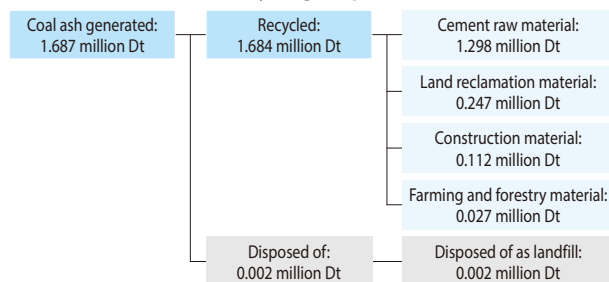 Coal ash generated:
1.687 million Dt
Recycled:
1.684 million Dt
Cement raw material:
1.298 million Dt
Land reclamation material:
0.247 million Dt
Construction material:
0.112 million Dt
Farming and forestry material:
0.027 million Dt
Disposed of:
0.002 million Dt
Disposed of as landfill:
0.002 million Dt